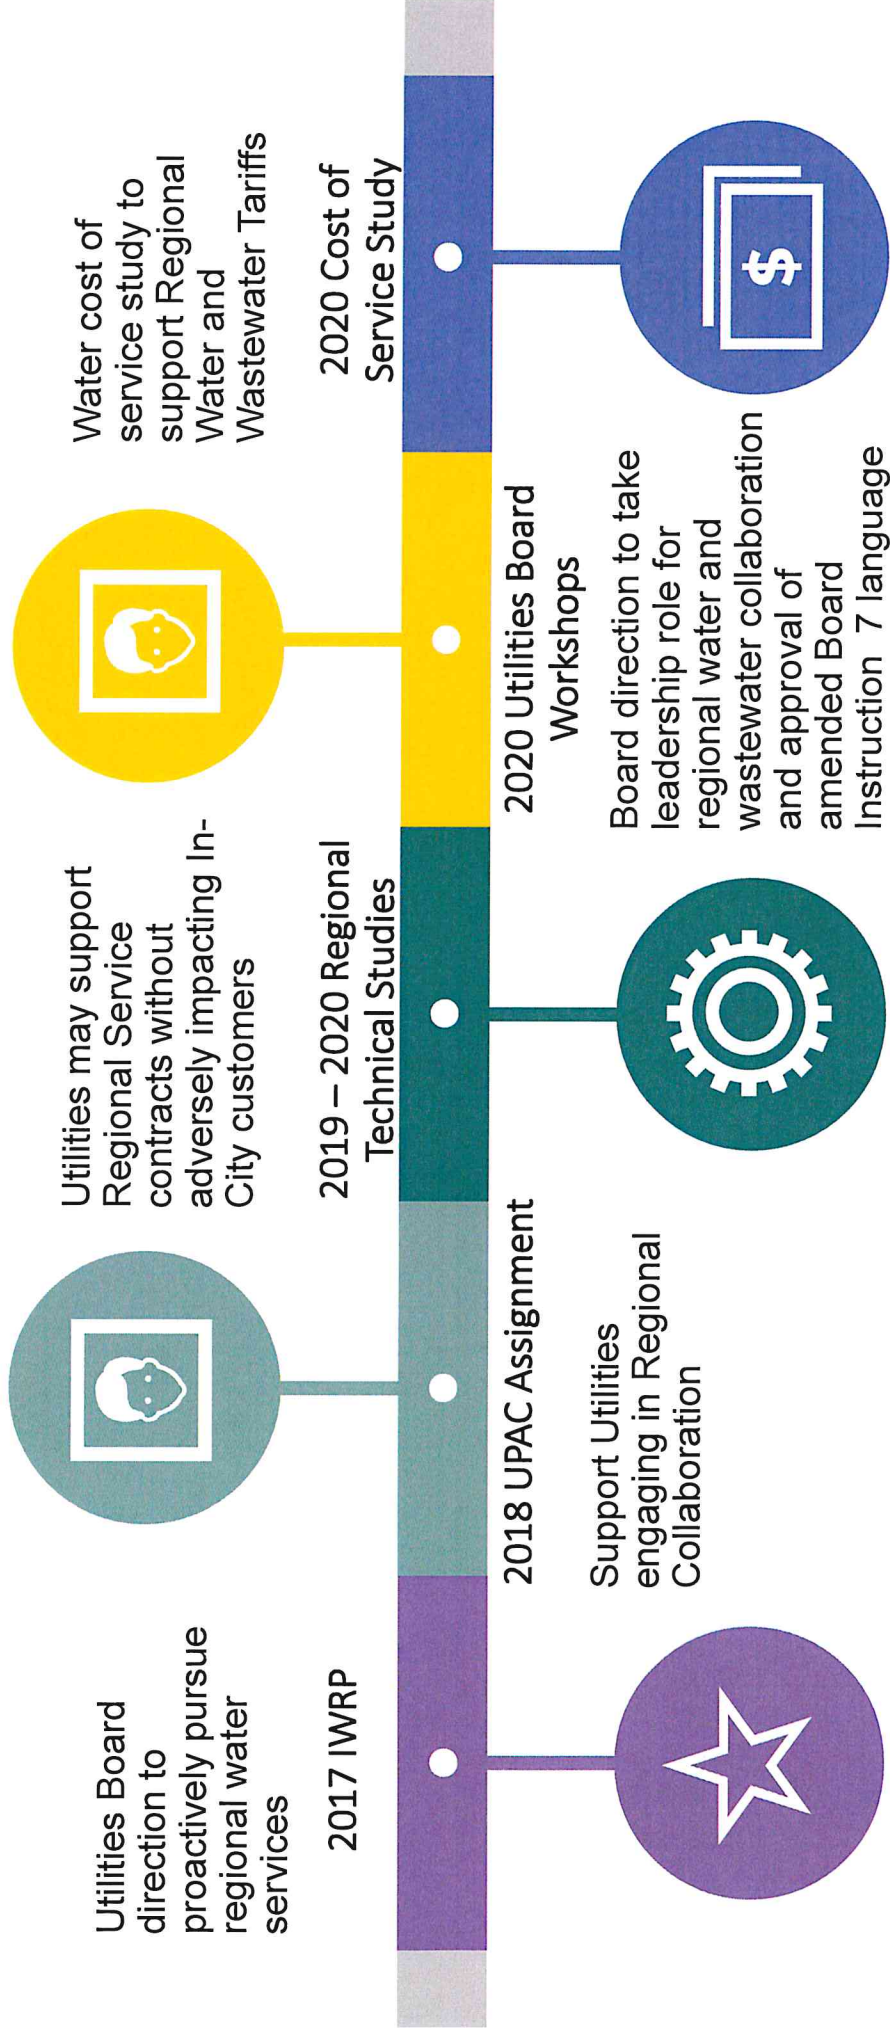 Utilities Board
direction to
proactively pursue
regional water
services
2017 IWRP
2018 UPAC Assignment
Support Utilities
engaging in Regional
Collaboration
Utilities may support
Regional Service
contracts without
adversely impacting In-
City customers
2019 – 2020 Regional
Technical Studies
2020 Utilities Board
Workshops
Board direction to take
leadership role for
regional water and
wastewater collaboration
and approval of
amended Board
Instruction 7 language
Water cost of
service study to
support Regional
Water and
Wastewater Tariffs
2020 Cost of
Service Study
$